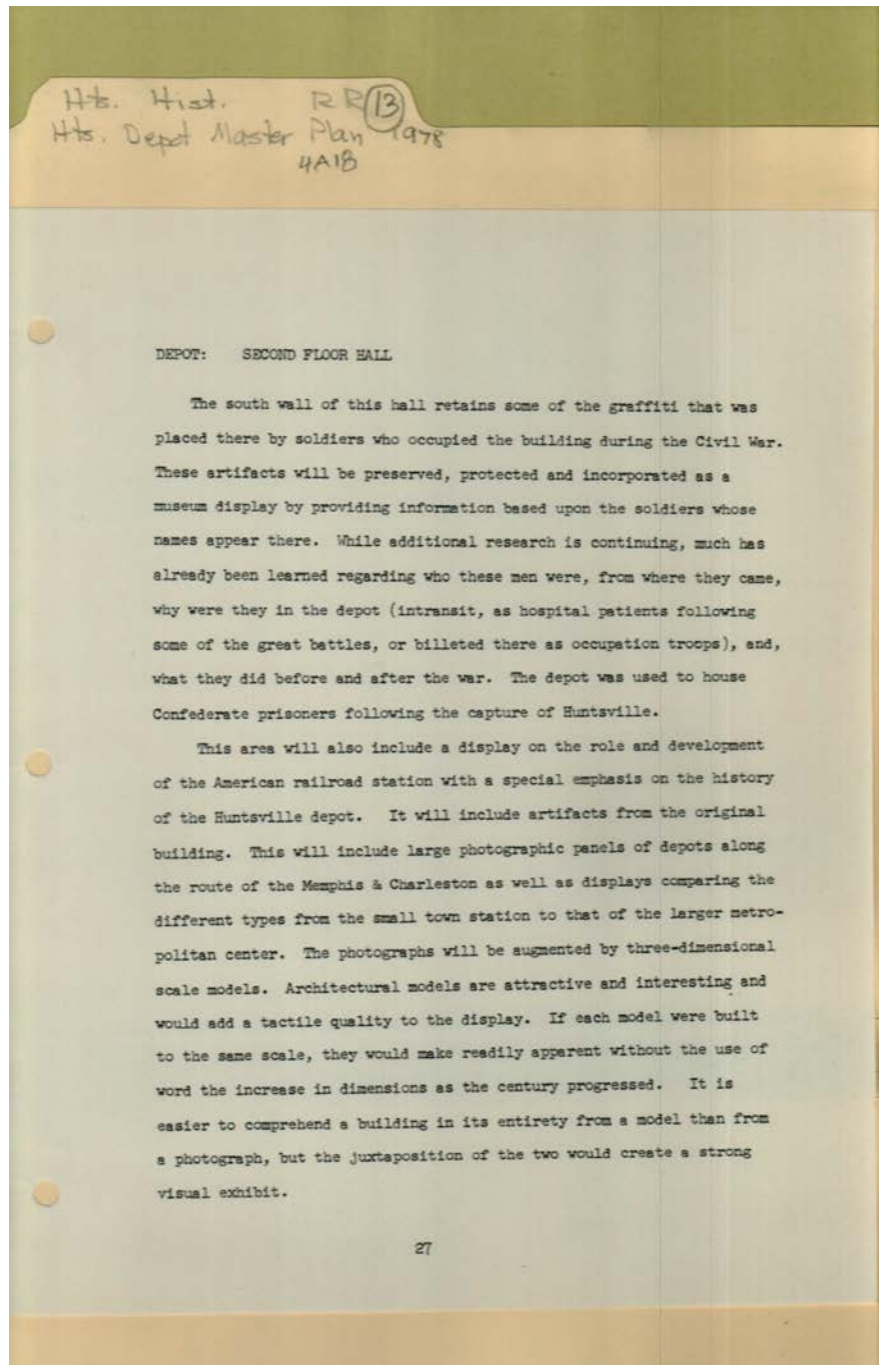 Hts. Hist. RR 13
Hts. Depot Master Plan 1978
4A1B
DEPOT: SECOND FLOOR HALL
The south wall of this hall retains some of the graffiti that was
placed there by soldiers who occupied the building during the Civil War.
These artifacts will be preserved, protected and incorporated as a
museum display by providing information based upon the soldiers whose
names appear there. While additional research is continuing, much has
already been learned regarding who these men were, from where they came,
why were they in the depot (intransit, as hospital patients following
some of the great battles, or billeted there as occupation troops), and,
what they did before and after the war. The depot was used to house
Confederate prisoners following the capture of Huntsville.
This area will also include a display on the role and development
of the American railroad station with a special emphasis on the history
of the Huntsville depot. It will include artifacts from the original
building. This will include large photographic panels of depots along
the route of the Memphis & Charleston as well as displays comparing the
different types from the small town station to that of the larger metro-
politan center. The photographs will be augmented by three-dimensional
scale models. Architectural models are attractive and interesting and
would add a tactile quality to the display. If each model were built
to the same scale, they would make readily apparent without the use of
word the increase in dimensions as the century progressed. It is
easier to comprehend a building in its entirety from a model than from
a photograph, but the juxtaposition of the two would create a strong
visual exhibit.
27